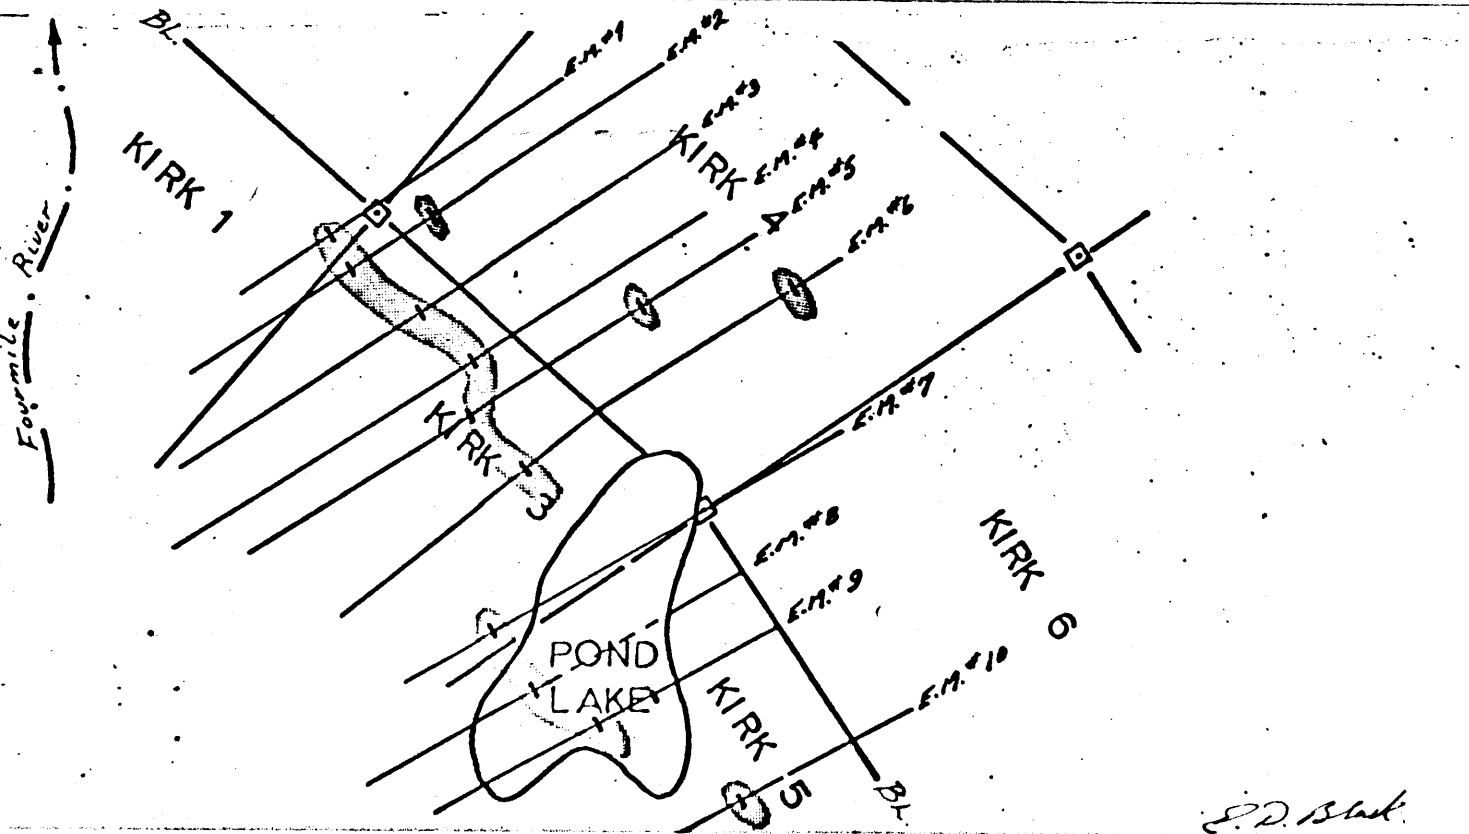 BL.
E.M.#1
E.M.#2
E.M.#3
KIRK 1
KIRK 4
E.M.#4
E.M.#5
E.M.#6
Fourmile River
E.M.#7
KIRK 3
E.M.#8
KIRK 6
E.M.#9
POND
LAKE
E.M.#10
KIRK 5
BL.
E.D. Black.